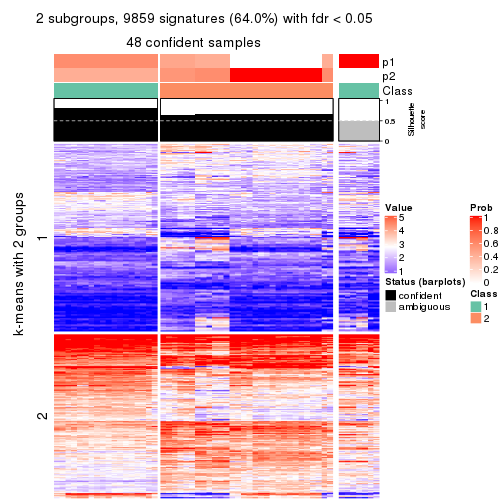 2 subgroups, 9859 signatures (64.0%) with fdr < 0.05
48 confident samples
p1
p2
Class
1
0.5
0
Silhouette
score
k-means with 2 groups
1
2
Value
5
4
3
2
1
Status (barplots)
confident
ambiguous
Prob
1
0.8
0.6
0.4
0.2
0
Class
1
2